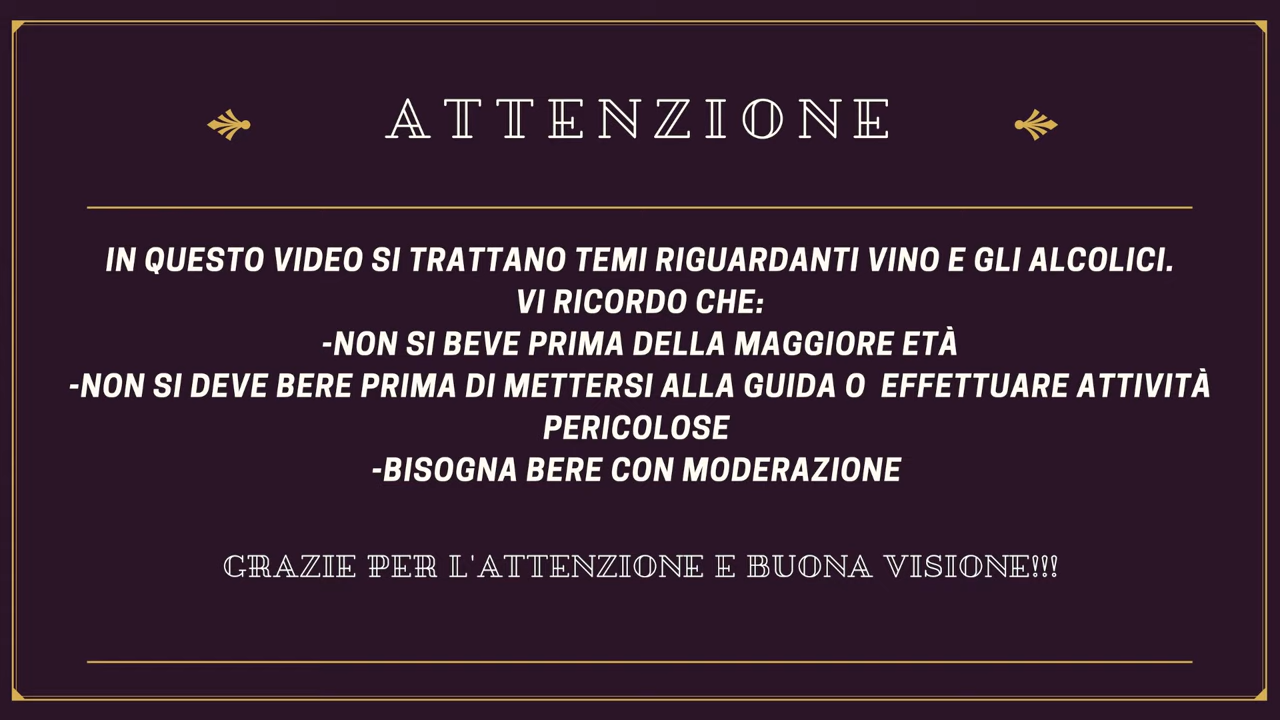 ATTENZIONE
IN QUESTO VIDEO SI TRATTANO TEMI RIGUARDANTI VINO E GLI ALCOLICI.
VI RICORDO CHE:
-NON SI BEVE PRIMA DELLA MAGGIORE ETÀ
-NON SI DEVE BERE PRIMA DI METTERSI ALLA GUIDA O EFFETTUARE ATTIVITÀ
PERICOLOSE
-BISOGNA BERE CON MODERAZIONE
GRAZIE PER L'ATTENZIONE E BUONA VISIONE!!!